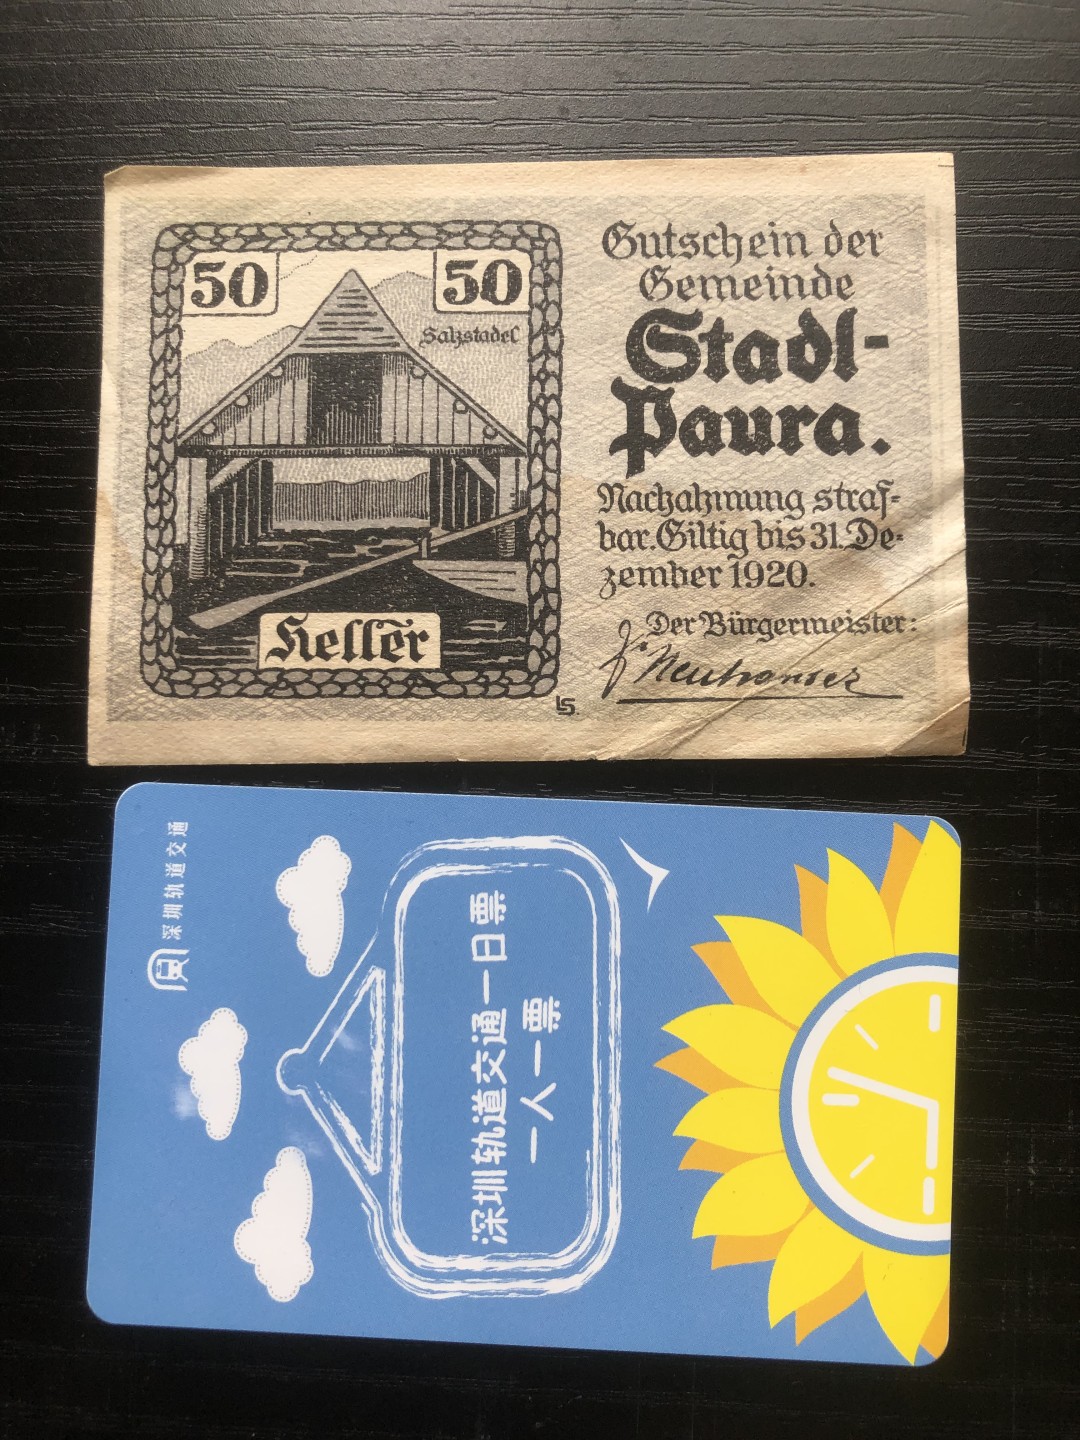 50
50
Salzstadel
Heller
Gutschein der
Gemeinde
Stadl-
Paura.
Nachahmung straf-
bar. Giltig bis 31. De-
zember 1920.
Der Bürgermeister:
LS.
深圳轨道交通
深圳轨道交通一日票
一人一票